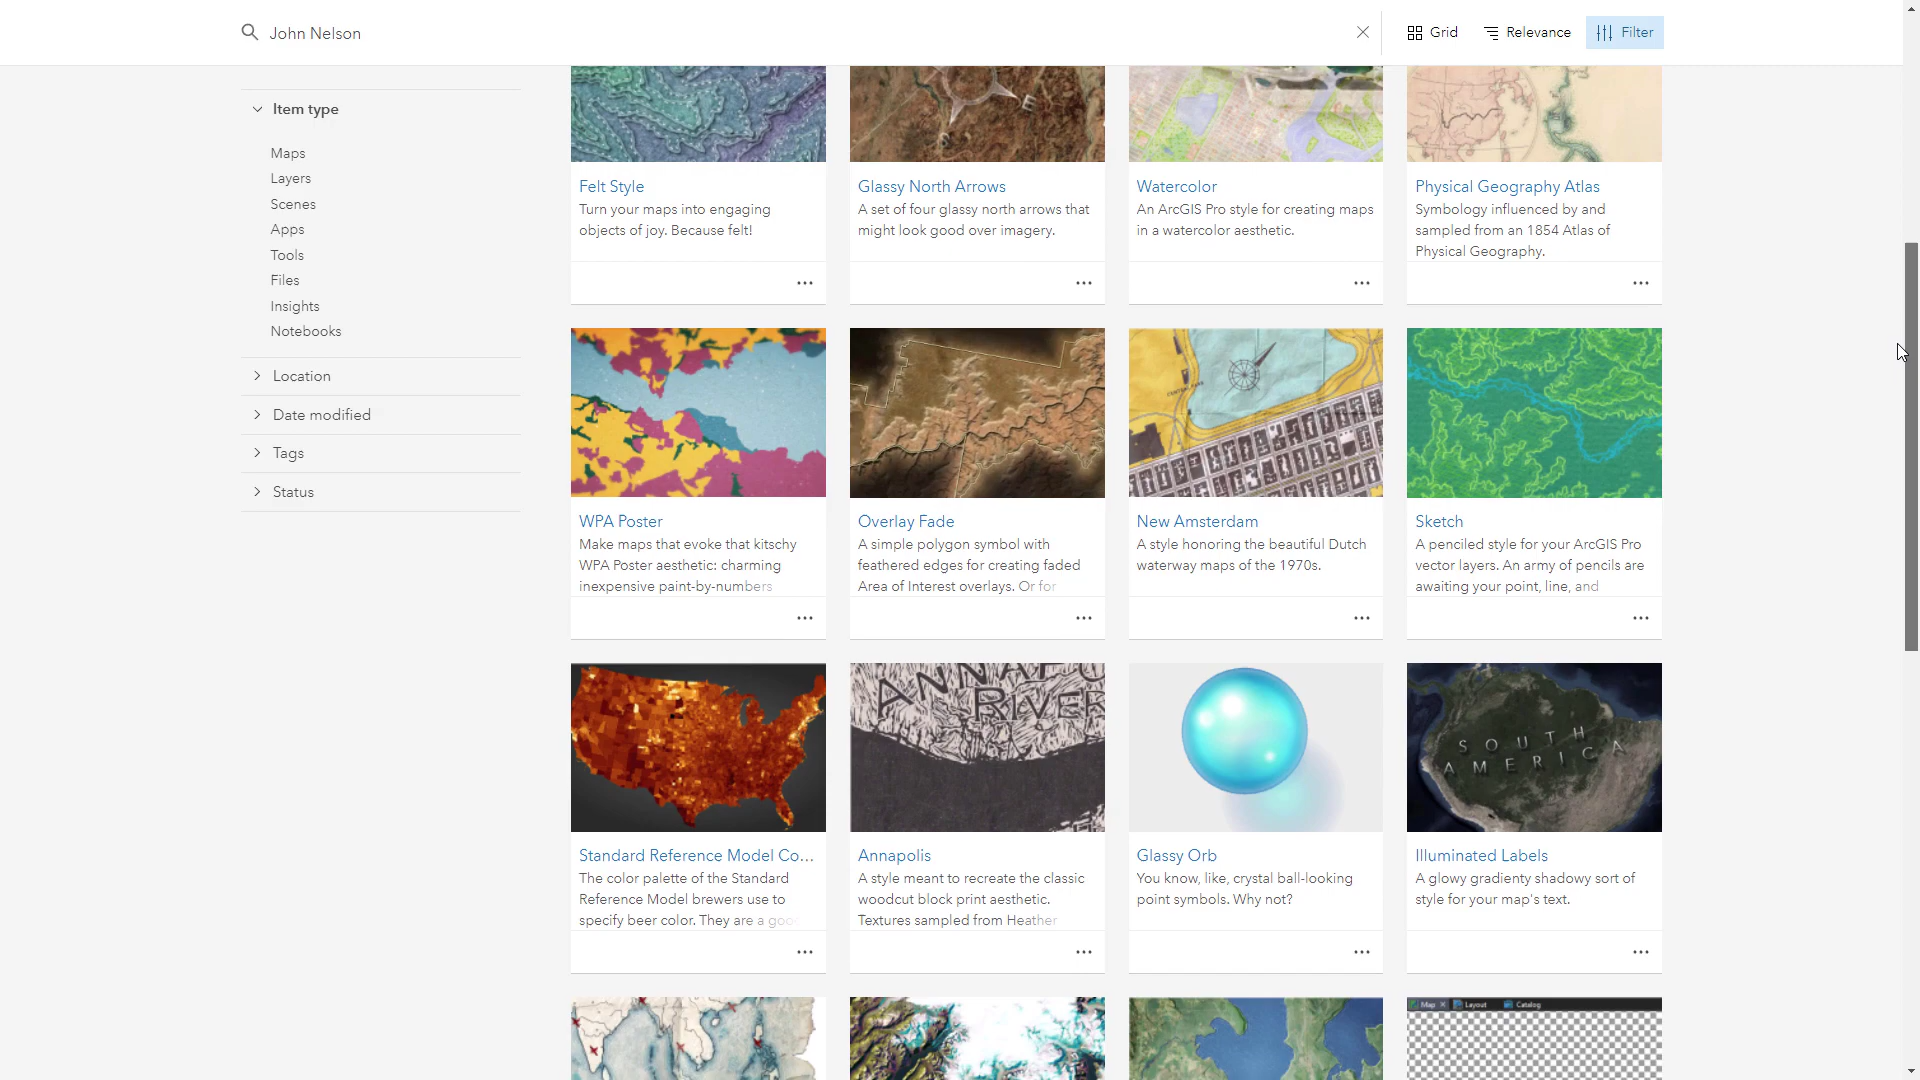 John Nelson
Grid
Relevance
Filter
Item type
Maps
Layers
Scenes
Apps
Tools
Files
Insights
Notebooks
Location
Date modified
Tags
Status
E
S
Felt Style
Turn your maps into engaging
objects of joy. Because felt!
Glassy North Arrows
A set of four glassy north arrows that
might look good over imagery.
Watercolor
An ArcGIS Pro style for creating maps
in a watercolor aesthetic.
Physical Geography Atlas
Symbology influenced by and
sampled from an 1854 Atlas of
Physical Geography.
CENTRAL PARK
WPA Poster
Make maps that evoke that kitschy
WPA Poster aesthetic: charming
inexpensive paint-by-numbers
Overlay Fade
A simple polygon symbol with
feathered edges for creating faded
Area of Interest overlays. Or for
New Amsterdam
A style honoring the beautiful Dutch
waterway maps of the 1970s.
Sketch
A penciled style for your ArcGIS Pro
vector layers. An army of pencils are
awaiting your point, line, and
ANNAPO
RIVER
SOUTH
AMERICA
Standard Reference Model Co...
The color palette of the Standard
Reference Model brewers use to
specify beer color. They are a goo
Annapolis
A style meant to recreate the classic
woodcut block print aesthetic.
Textures sampled from Heather
Glassy Orb
You know, like, crystal ball-looking
point symbols. Why not?
Illuminated Labels
A glowy gradienty shadowy sort of
style for your map's text.
Map
Layout
Catalog